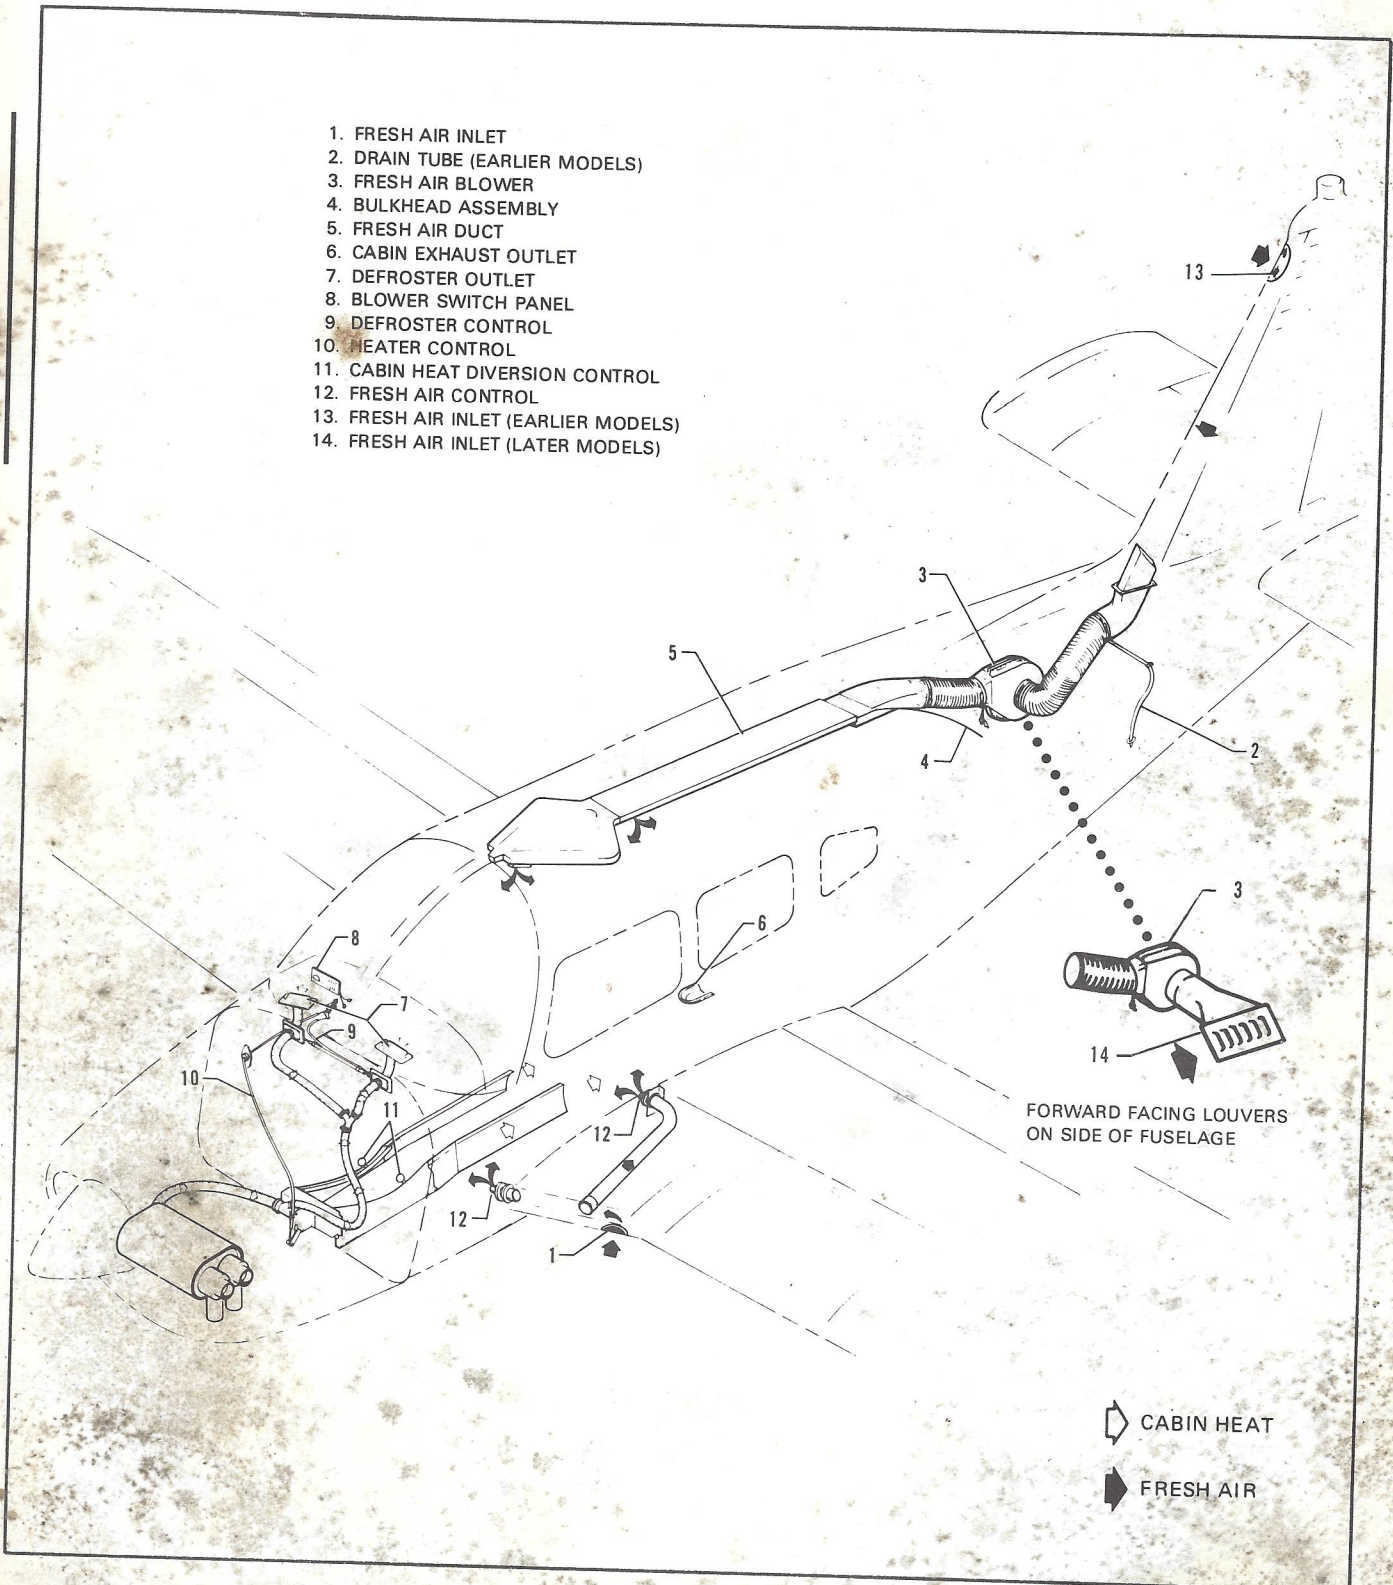 1. FRESH AIR INLET
2. DRAIN TUBE (EARLIER MODELS)
3. FRESH AIR BLOWER
4. BULKHEAD ASSEMBLY
5. FRESH AIR DUCT
6. CABIN EXHAUST OUTLET
7. DEFROSTER OUTLET
8. BLOWER SWITCH PANEL
9. DEFROSTER CONTROL
10. HEATER CONTROL
11. CABIN HEAT DIVERSION CONTROL
12. FRESH AIR CONTROL
13. FRESH AIR INLET (EARLIER MODELS)
14. FRESH AIR INLET (LATER MODELS)
13
3
5
2
4
3
6
8
7
9
14
10
11
12
FORWARD FACING LOUVERS
ON SIDE OF FUSELAGE
12
1
CABIN HEAT
FRESH AIR